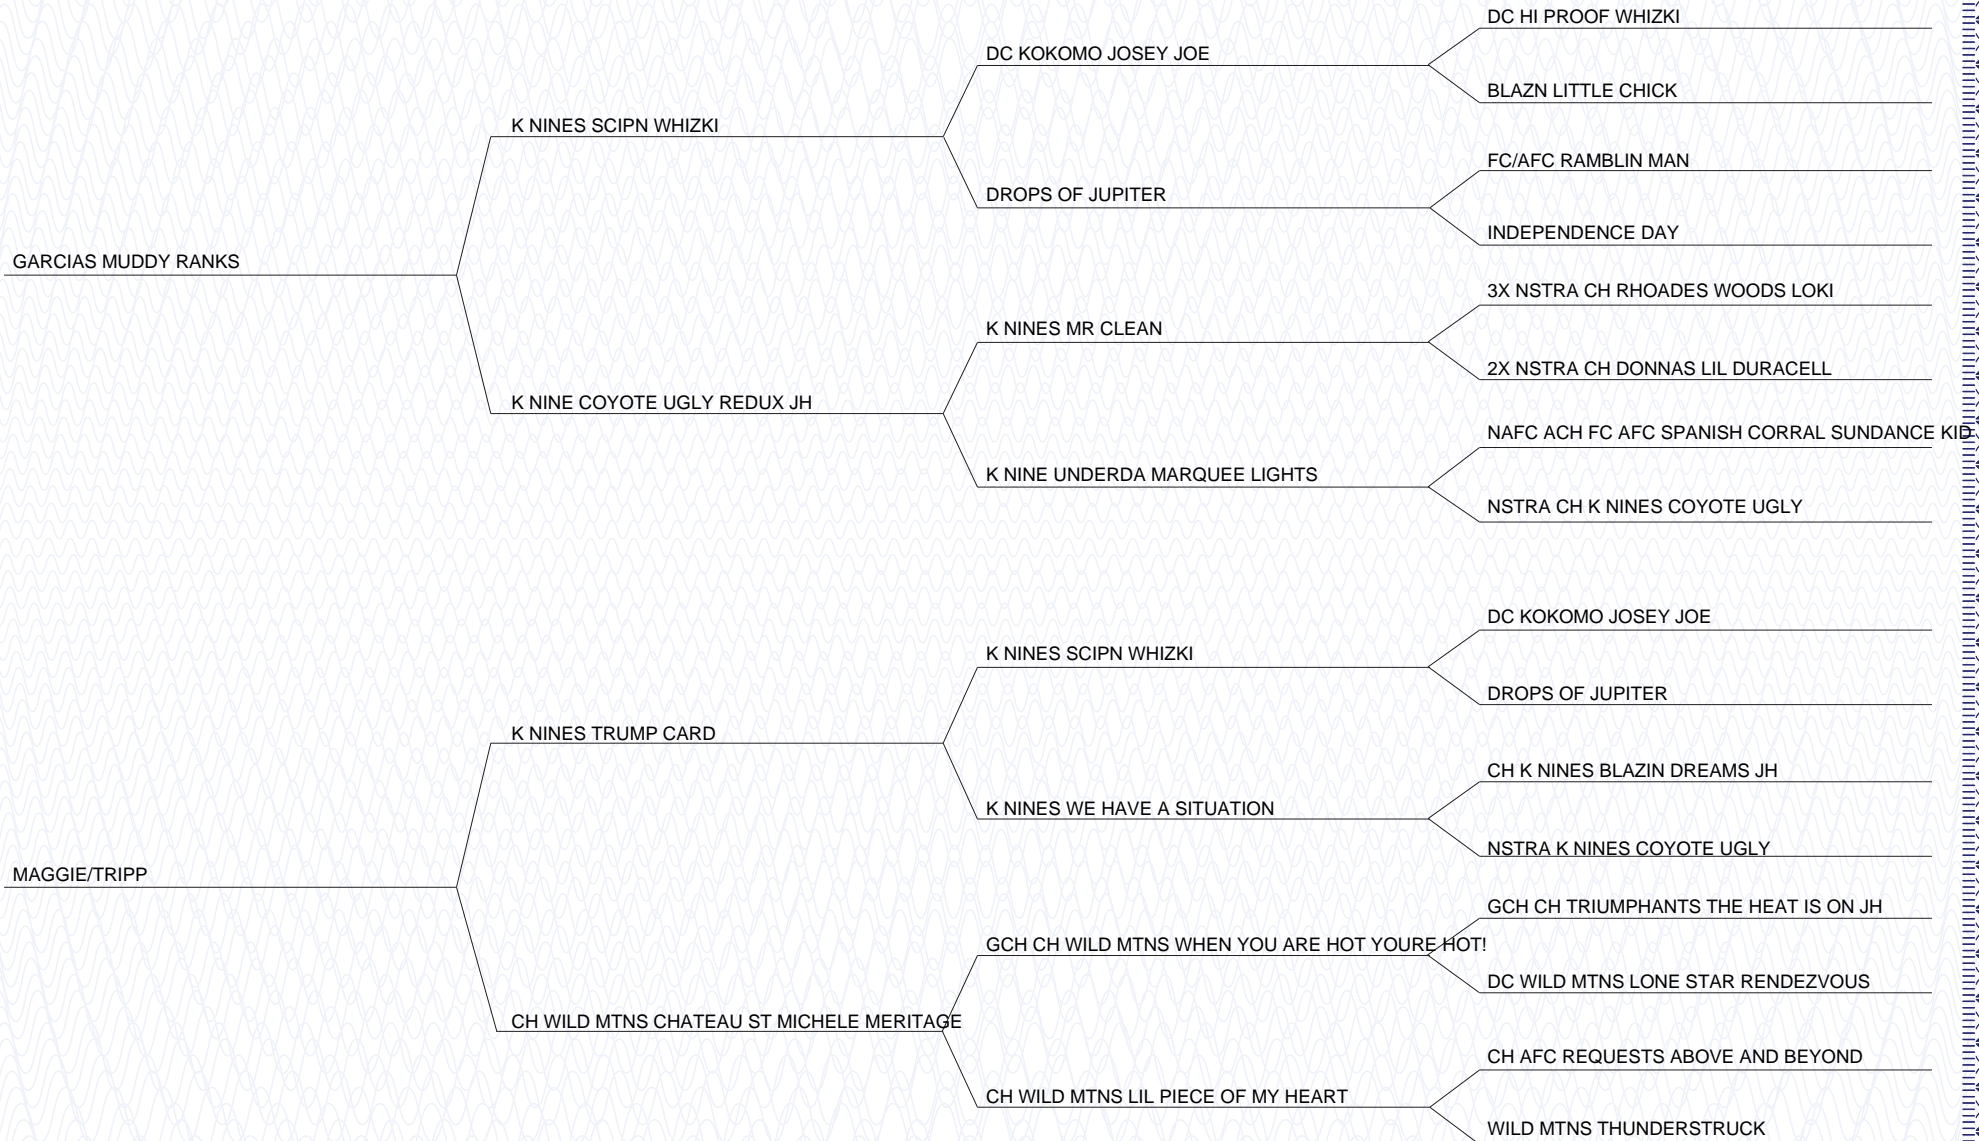 DC HI PROOF WHIZKI
DC KOKOMO JOSEY JOE
BLAZN LITTLE CHICK
K NINES SCIPN WHIZKI
FC/AFC RAMBLIN MAN
DROPS OF JUPITER
INDEPENDENCE DAY
GARCIAS MUDDY RANKS
3X NSTRA CH RHOADES WOODS LOKI
K NINES MR CLEAN
2X NSTRA CH DONNAS LIL DURACELL
K NINE COYOTE UGLY REDUX JH
NAFC ACH FC AFC SPANISH CORRAL SUNDANCE KID
K NINE UNDERDA MARQUEE LIGHTS
NSTRA CH K NINES COYOTE UGLY
DC KOKOMO JOSEY JOE
K NINES SCIPN WHIZKI
DROPS OF JUPITER
K NINES TRUMP CARD
CH K NINES BLAZIN DREAMS JH
K NINES WE HAVE A SITUATION
NSTRA K NINES COYOTE UGLY
MAGGIE/TRIPP
GCH CH TRIUMPHANTS THE HEAT IS ON JH
GCH CH WILD MTNS WHEN YOU ARE HOT YOURE HOT!
DC WILD MTNS LONE STAR RENDEZVOUS
CH WILD MTNS CHATEAU ST MICHELE MERITAGE
CH AFC REQUESTS ABOVE AND BEYOND
CH WILD MTNS LIL PIECE OF MY HEART
WILD MTNS THUNDERSTRUCK